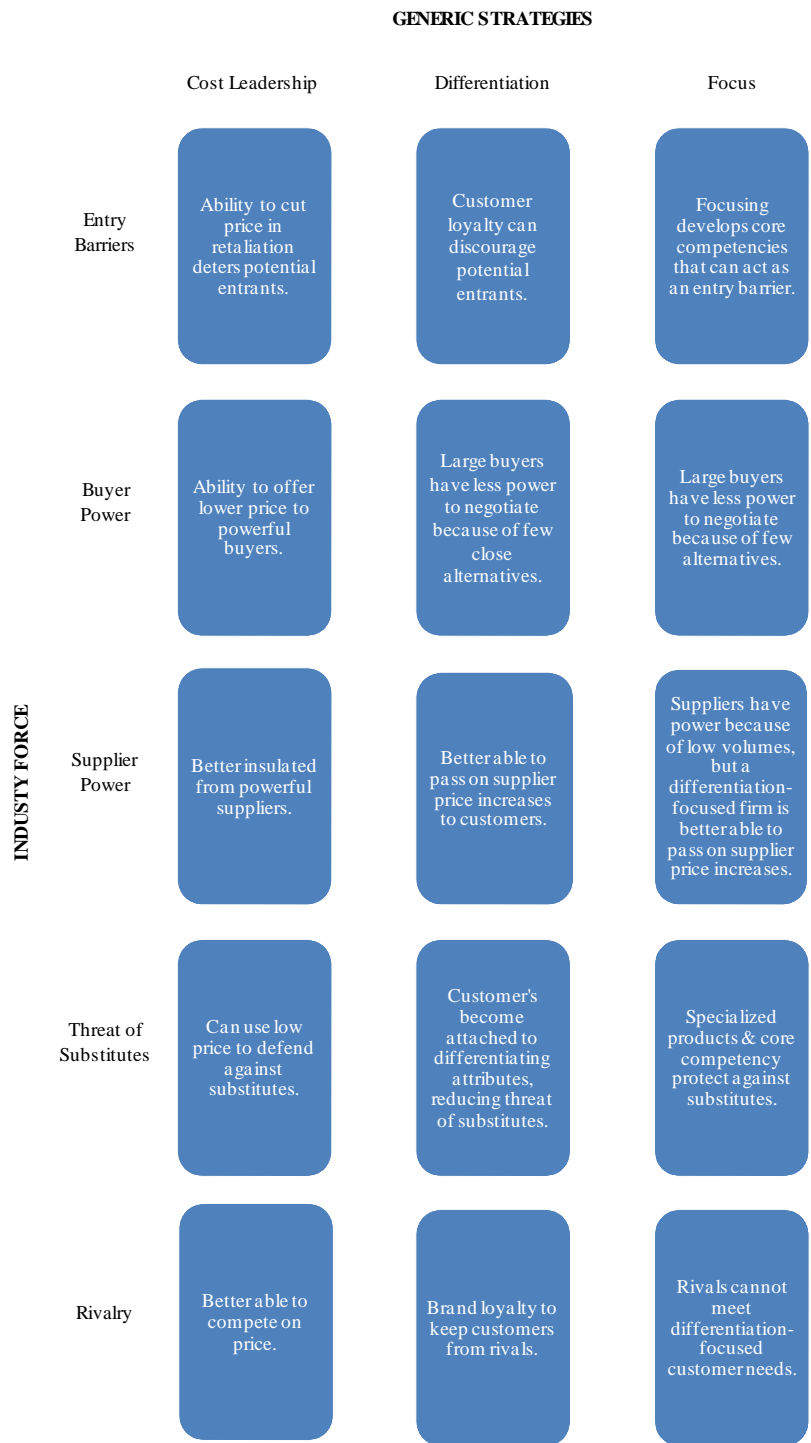 GENERIC STRATEGIES
Cost Leadership
Differentiation
Focus
INDUSTY FORCE
Entry
Barriers
Ability to cut
price in
retaliation
deters potential
entrants.
Customer
loyalty can
discourage
potential
entrants.
Focusing
develops core
competencies
that can act as
an entry barrier.
Buyer
Power
Ability to offer
lower price to
powerful
buyers.
Large buyers
have less power
to negotiate
because of few
close
alternatives.
Large buyers
have less power
to negotiate
because of few
alternatives.
Supplier
Power
Better insulated
from powerful
suppliers.
Better able to
pass on supplier
price increases
to customers.
Suppliers have
power because
of low volumes,
but a
differentiation-
focused firm is
better able to
pass on supplier
price increases.
Threat of
Substitutes
Can use low
price to defend
against
substitutes.
Customer's
become
attached to
differentiating
attributes,
reducing threat
of substitutes.
Specialized
products & core
competency
protect against
substitutes.
Rivalry
Better able to
compete on
price.
Brand loyalty to
keep customers
from rivals.
Rivals cannot
meet
differentiation-
focused
customer needs.